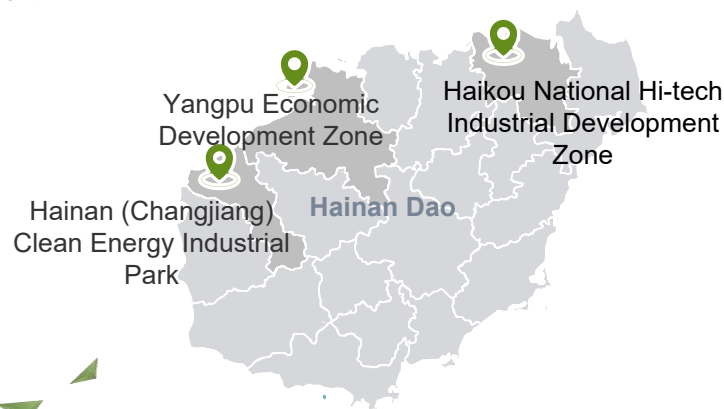 Yangpu Economic
Development Zone
Haikou National Hi-tech
Industrial Development
Zone
Hainan (Changjiang)
Clean Energy Industrial
Park
Hainan Dao